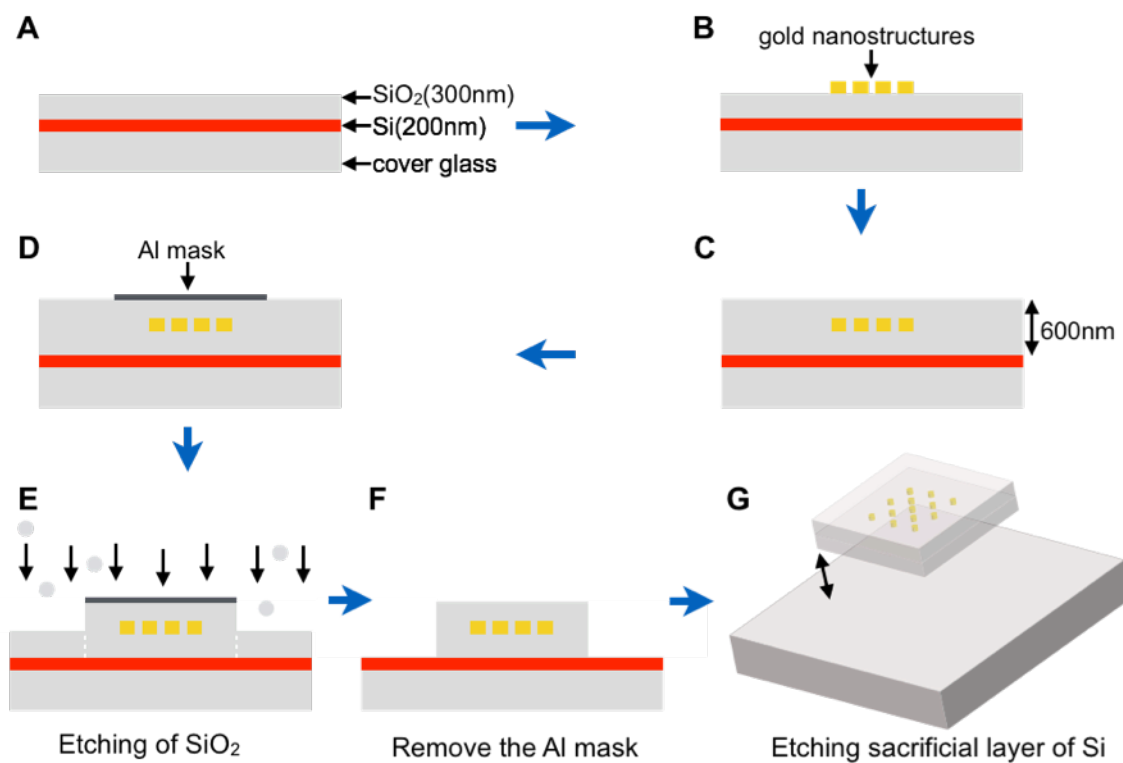 A
SiO₂(300nm)
Si(200nm)
cover glass
B
gold nanostructures
D
Al mask
C
600nm
E
Etching of SiO₂
F
Remove the Al mask
G
Etching sacrificial layer of Si